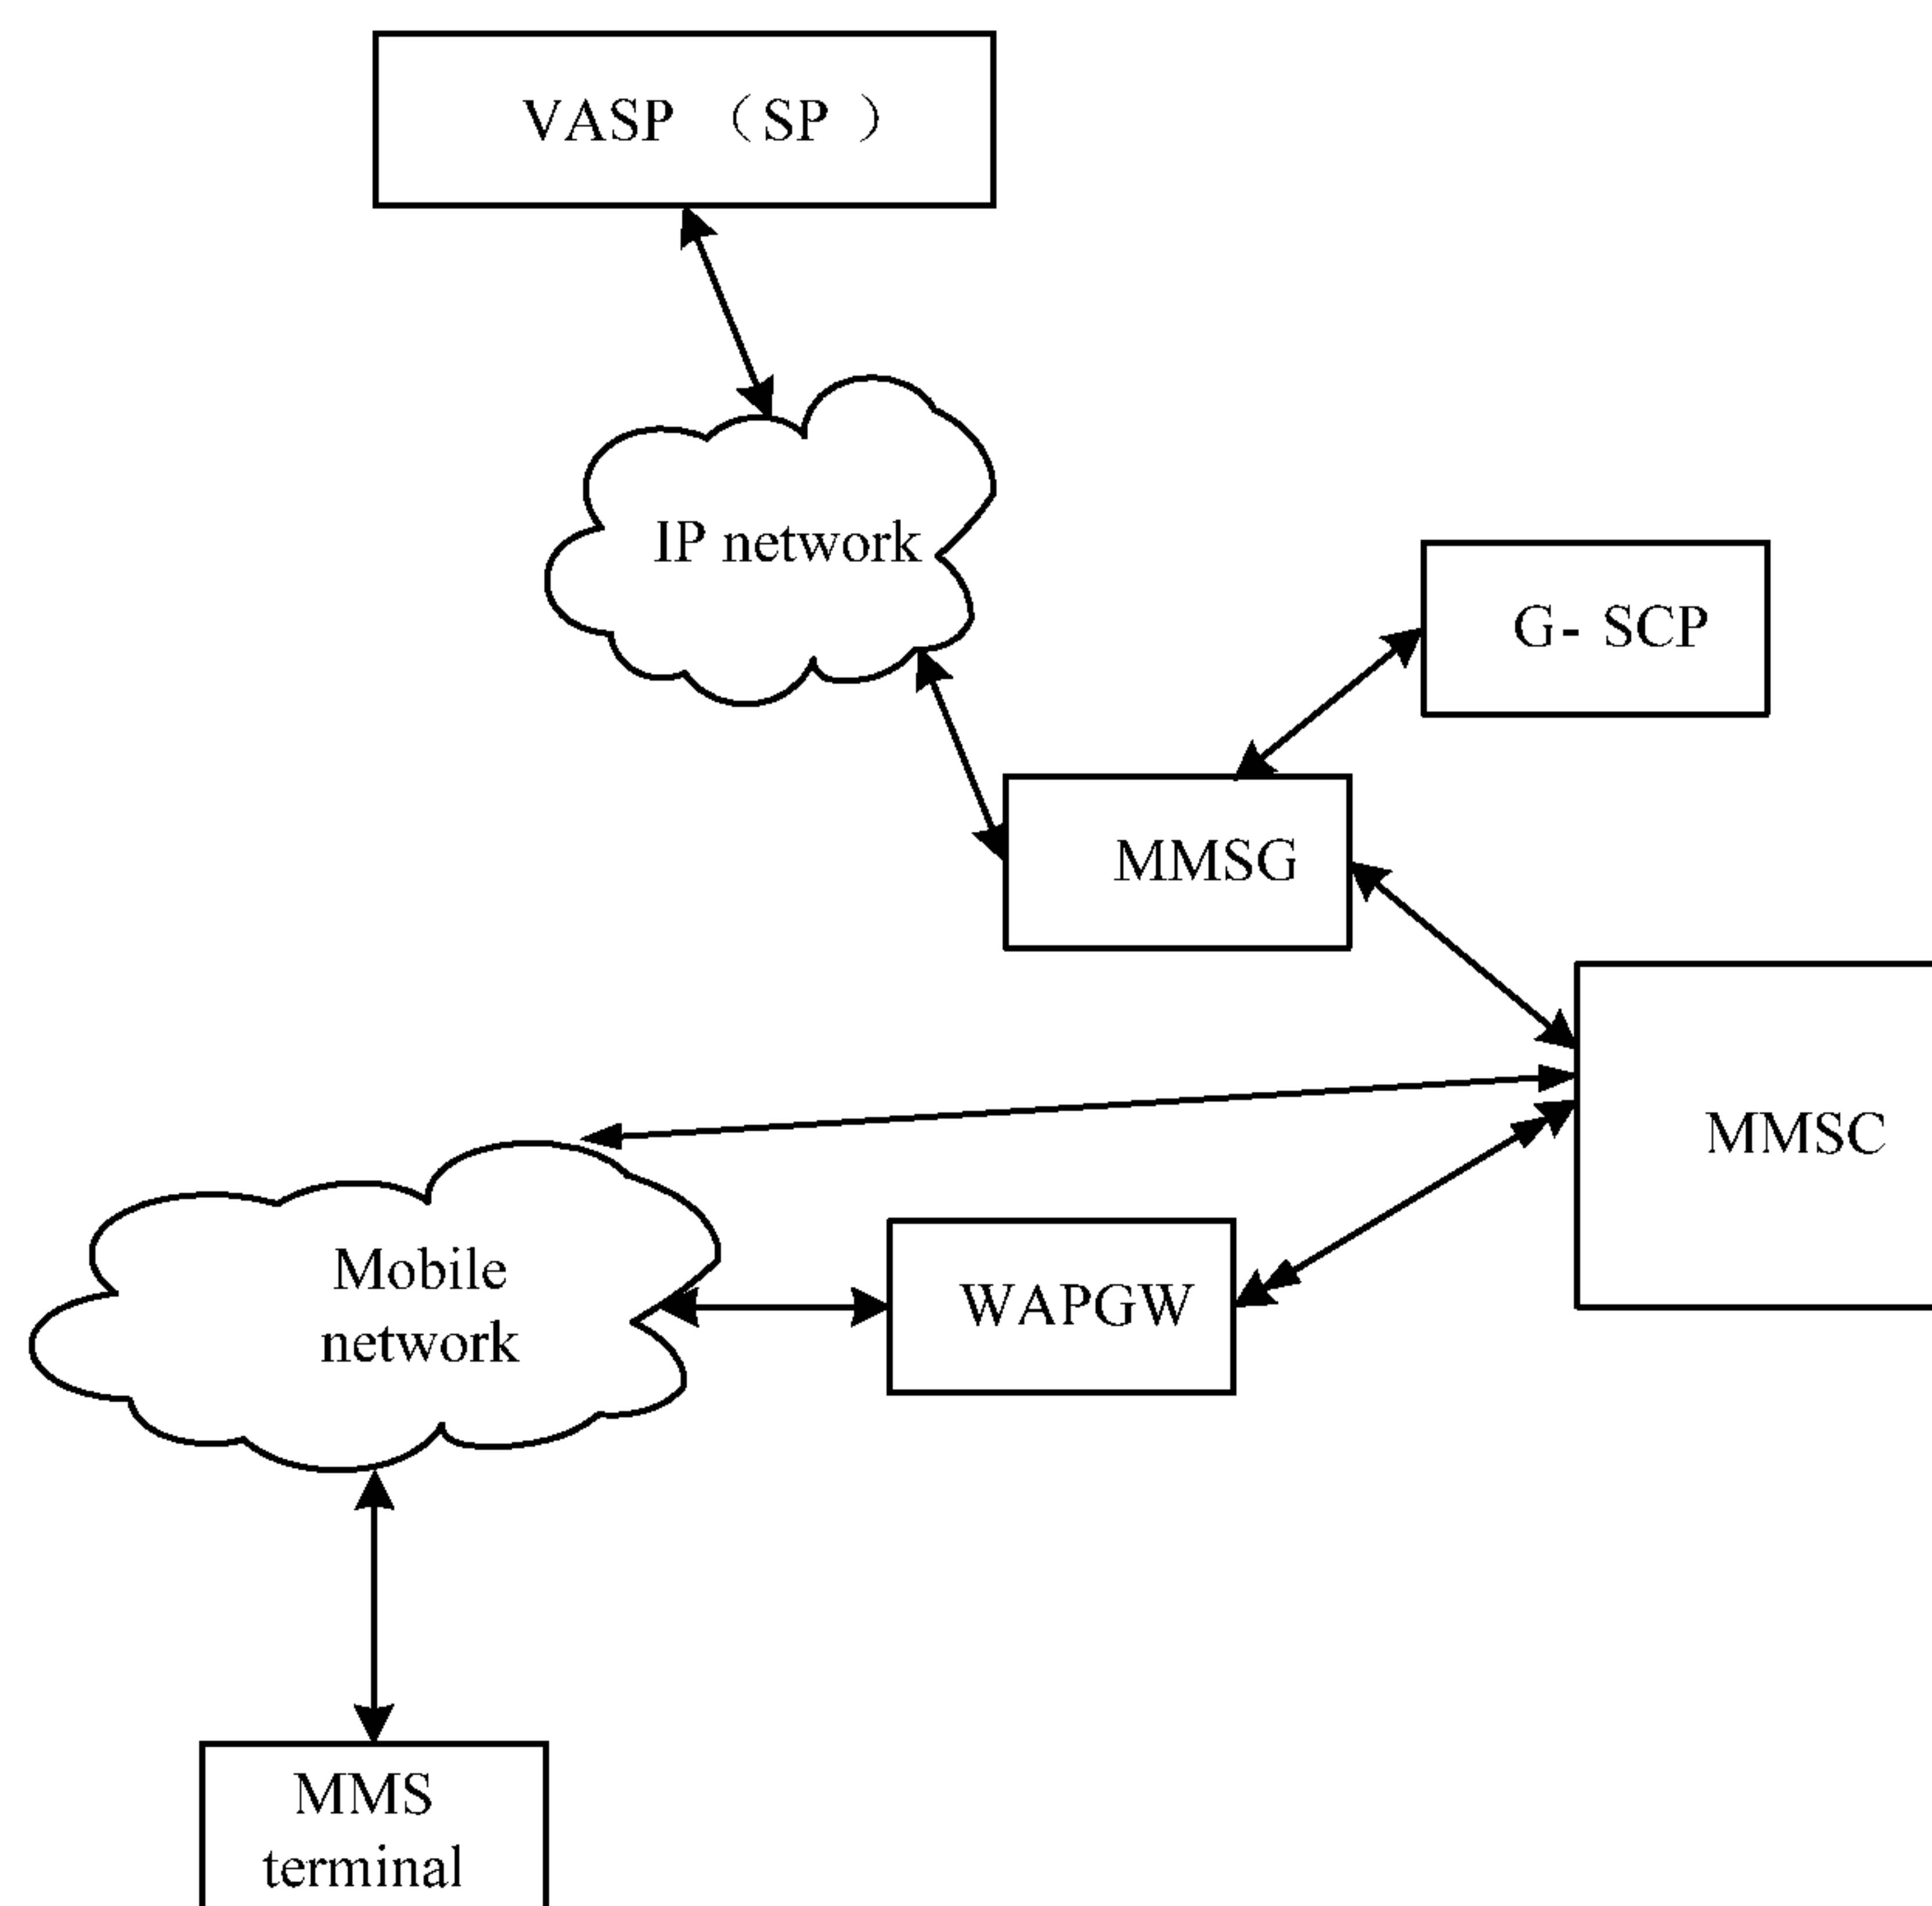 VASP （SP ）
IP network
G- SCP
MMSG
MMSC
Mobile
network
WAPGW
MMS
terminal